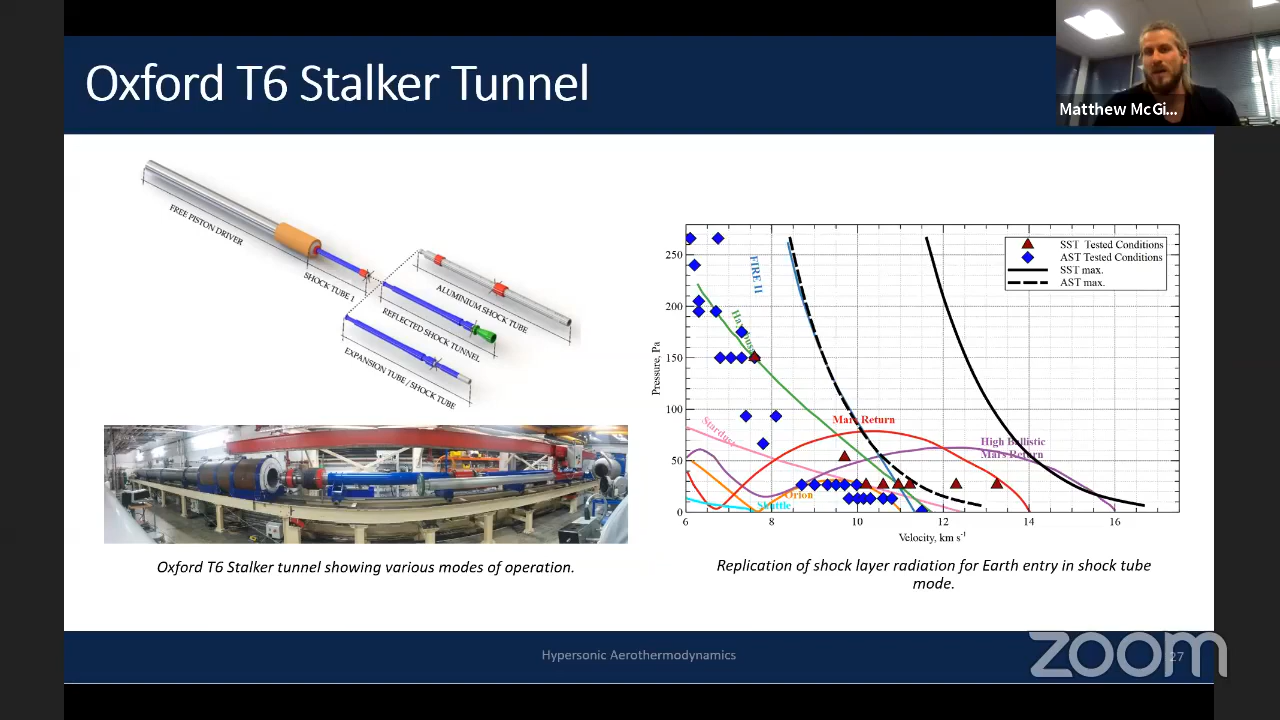 Oxford T6 Stalker Tunnel
Matthew McGi...
FREE PISTON DRIVER
SHOCK TUBE 1
ALUMINIUM SHOCK TUBE
REFLECTED SHOCK TUNNEL
EXPANSION TUBE / SHOCK TUBE
Oxford T6 Stalker tunnel showing various modes of operation.
Pressure, Pa
250
200
150
100
50
0
6
8
10
12
14
16
Velocity, km s⁻¹
SST Tested Conditions
AST Tested Conditions
SST max.
AST max.
FIRE II
Stardust
Mars Return
High Ballistic
Mars Return
Orion
Shuttle
Replication of shock layer radiation for Earth entry in shock tube
mode.
Hypersonic Aerothermodynamics
27
zoom